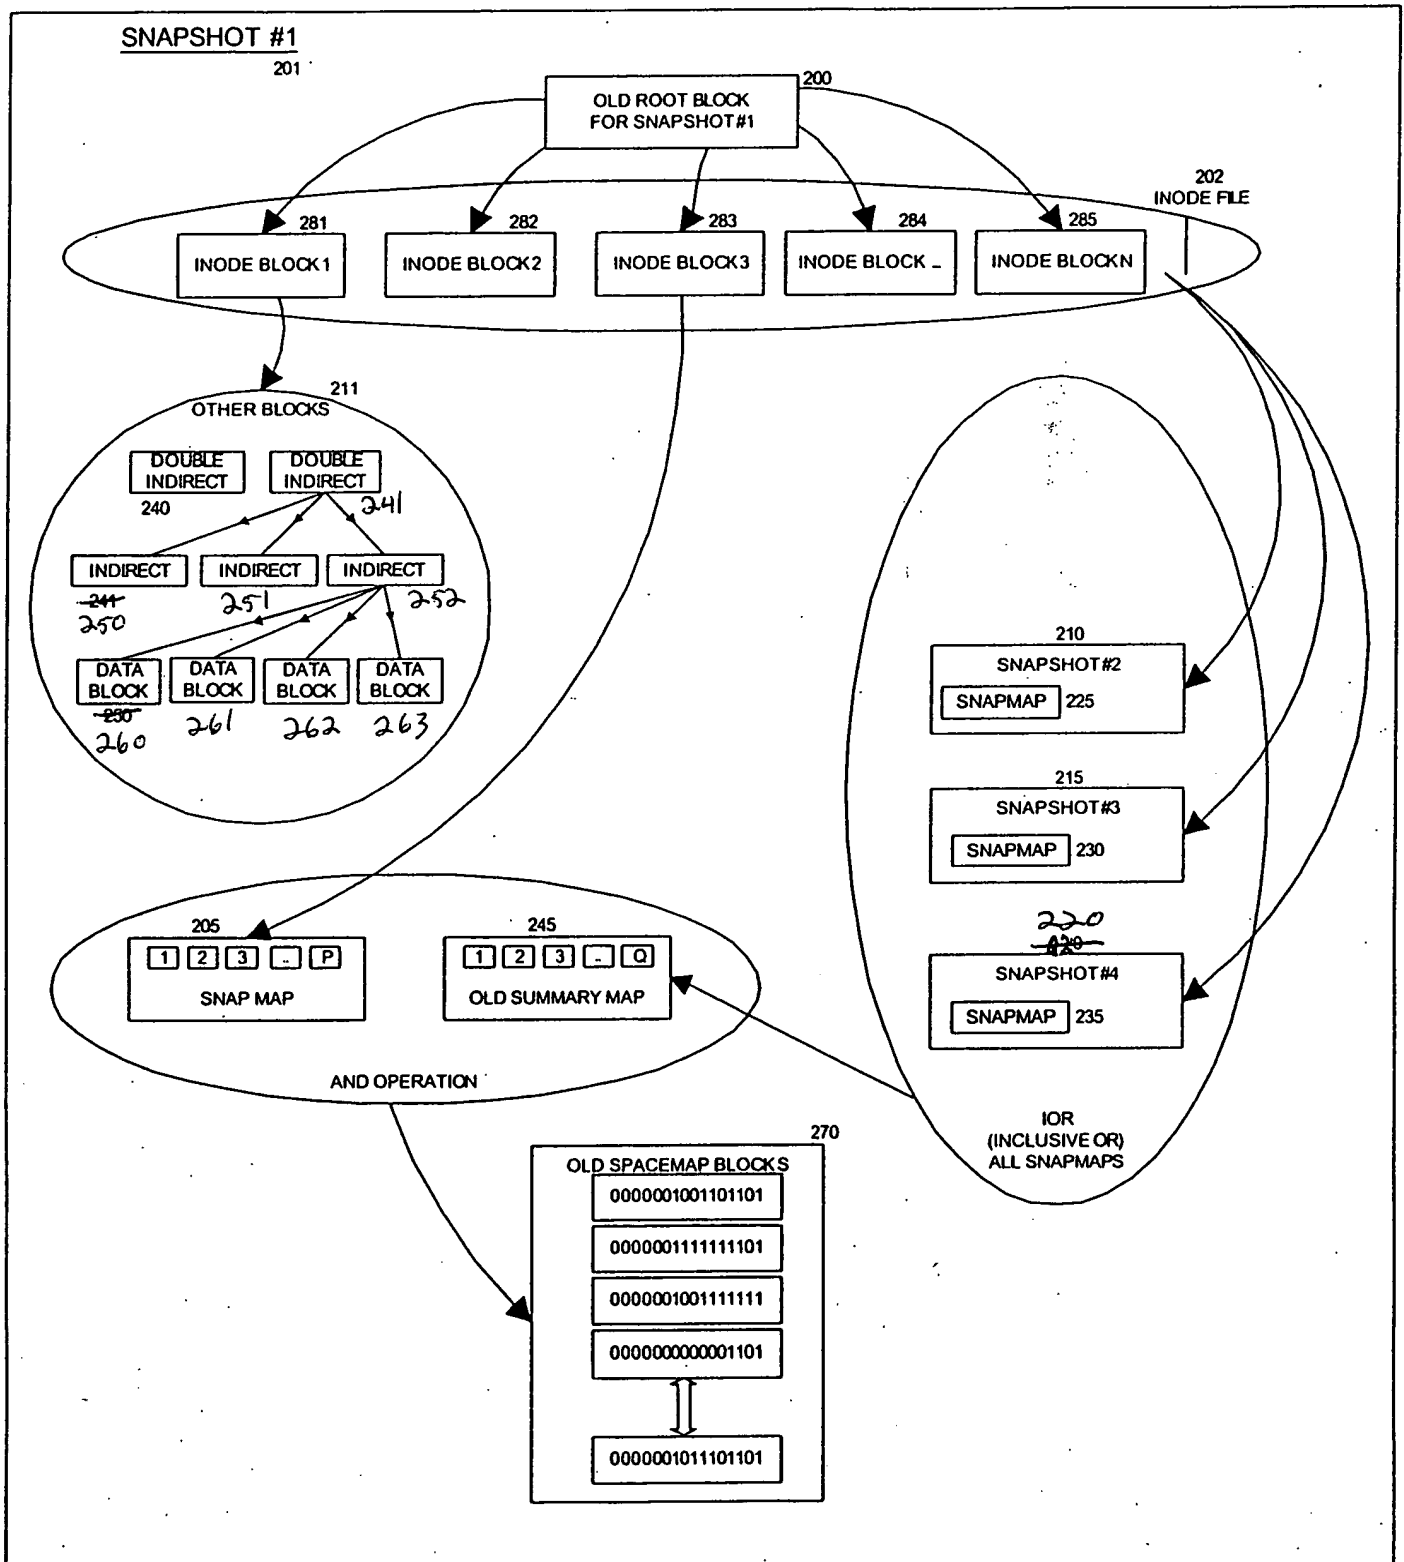 SNAPSHOT #1
201
200
OLD ROOT BLOCK
FOR SNAPSHOT#1
202
INODE FILE
281
INODE BLOCK1
282
INODE BLOCK2
283
INODE BLOCK3
284
INODE BLOCK _
285
INODE BLOCKN
211
OTHER BLOCKS
DOUBLE
INDIRECT
240
DOUBLE
INDIRECT
241
INDIRECT
INDIRECT
INDIRECT
241
250
251
252
DATA
BLOCK
DATA
BLOCK
DATA
BLOCK
DATA
BLOCK
250
260
261
262
263
210
SNAPSHOT#2
SNAPMAP
225
215
SNAPSHOT#3
SNAPMAP
230
220
SNAPSHOT#4
SNAPMAP
235
IOR
(INCLUSIVE OR)
ALL SNAPMAPS
205
1 2 3 .. P
SNAP MAP
245
1 2 3 .. Q
OLD SUMMARY MAP
AND OPERATION
270
OLD SPACEMAP BLOCKS
0000001001101101
0000001111111101
0000001001111111
0000000000001101
0000001011101101